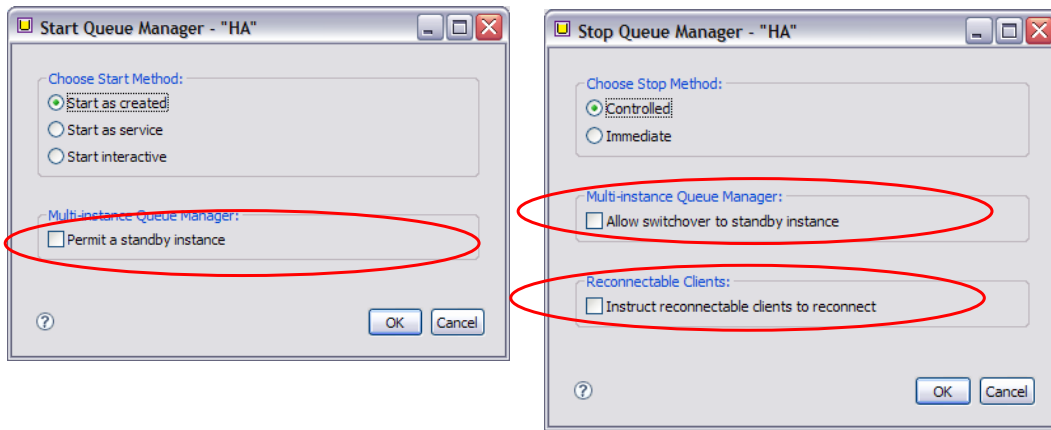 Start Queue Manager - "HA"
Choose Start Method:
Start as created
Start as service
Start interactive
Multi-instance Queue Manager:
Permit a standby instance
?
OK
Cancel
Stop Queue Manager - "HA"
Choose Stop Method:
Controlled
Immediate
Multi-instance Queue Manager:
Allow switchover to standby instance
Reconnectable Clients:
Instruct reconnectable clients to reconnect
?
OK
Cancel